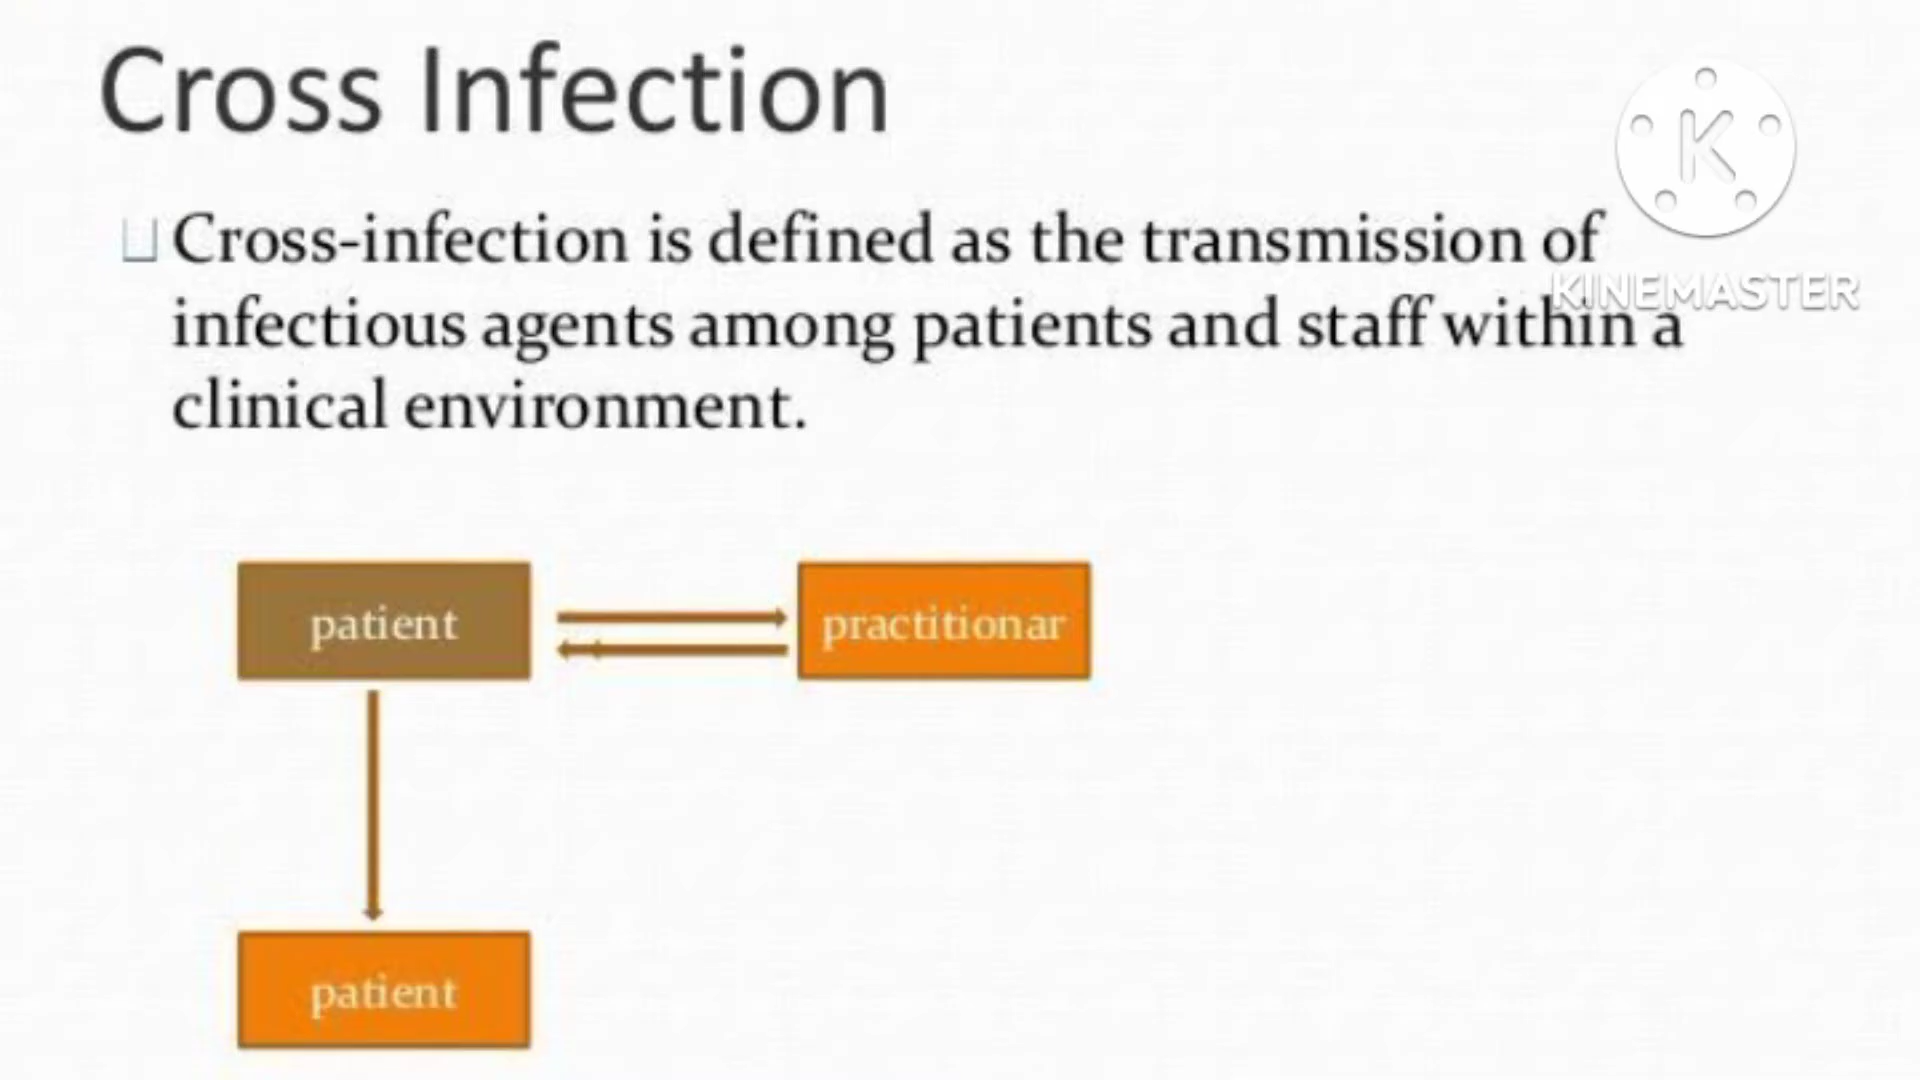 Cross Infection
Cross-infection is defined as the transmission of
infectious agents among patients and staff within a
clinical environment.
K
KINEMASTER
patient
practitionar
patient